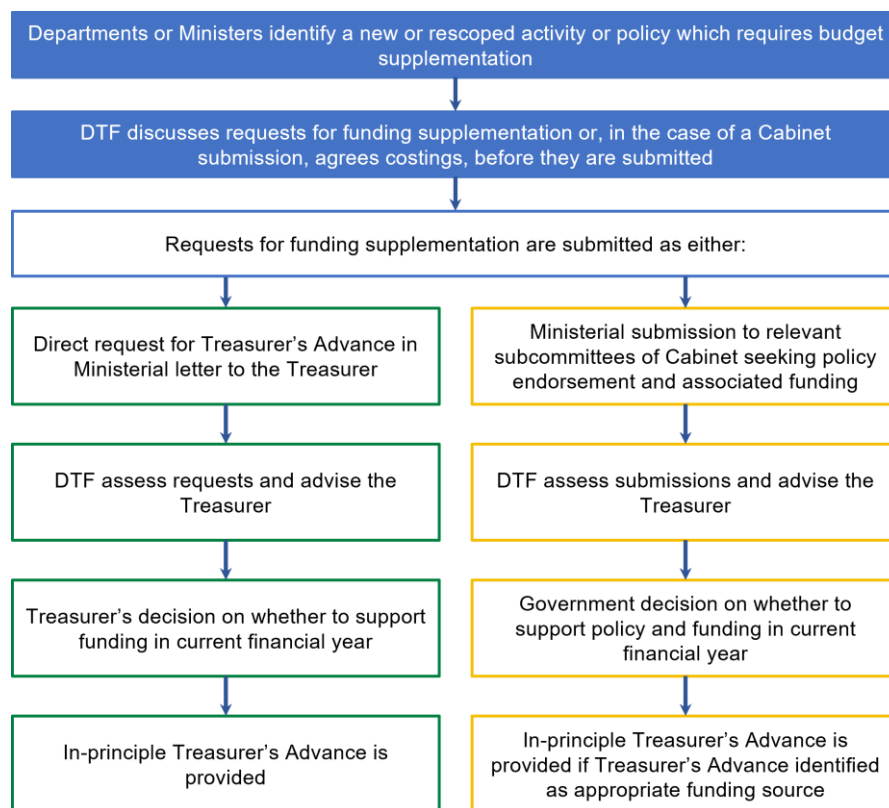 Departments or Ministers identify a new or rescoped activity or policy which requires budget
supplementation
DTF discusses requests for funding supplementation or, in the case of a Cabinet
submission, agrees costings, before they are submitted
Requests for funding supplementation are submitted as either:
Direct request for Treasurer’s Advance in
Ministerial letter to the Treasurer
DTF assess requests and advise the
Treasurer
Treasurer’s decision on whether to support
funding in current financial year
In-principle Treasurer’s Advance is
provided
Ministerial submission to relevant
subcommittees of Cabinet seeking policy
endorsement and associated funding
DTF assess submissions and advise the
Treasurer
Government decision on whether to
support policy and funding in current
financial year
In-principle Treasurer’s Advance is
provided if Treasurer’s Advance identified
as appropriate funding source